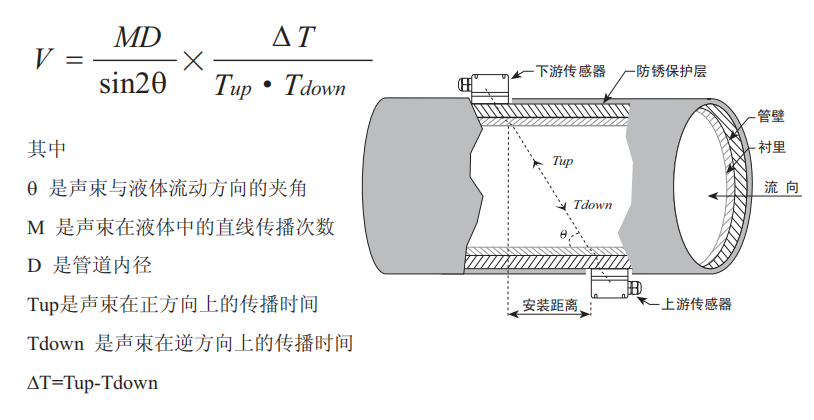 V = MD/sin2θ × ΔT/Tup • Tdown
其中
θ 是声束与液体流动方向的夹角
M 是声束在液体中的直线传播次数
D 是管道内径
Tup是声束在正方向上的传播时间
Tdown 是声束在逆方向上的传播时间
ΔT=Tup-Tdown
下游传感器
防锈保护层
管壁
衬里
流 向
Tup
Tdown
θ
安装距离
上游传感器